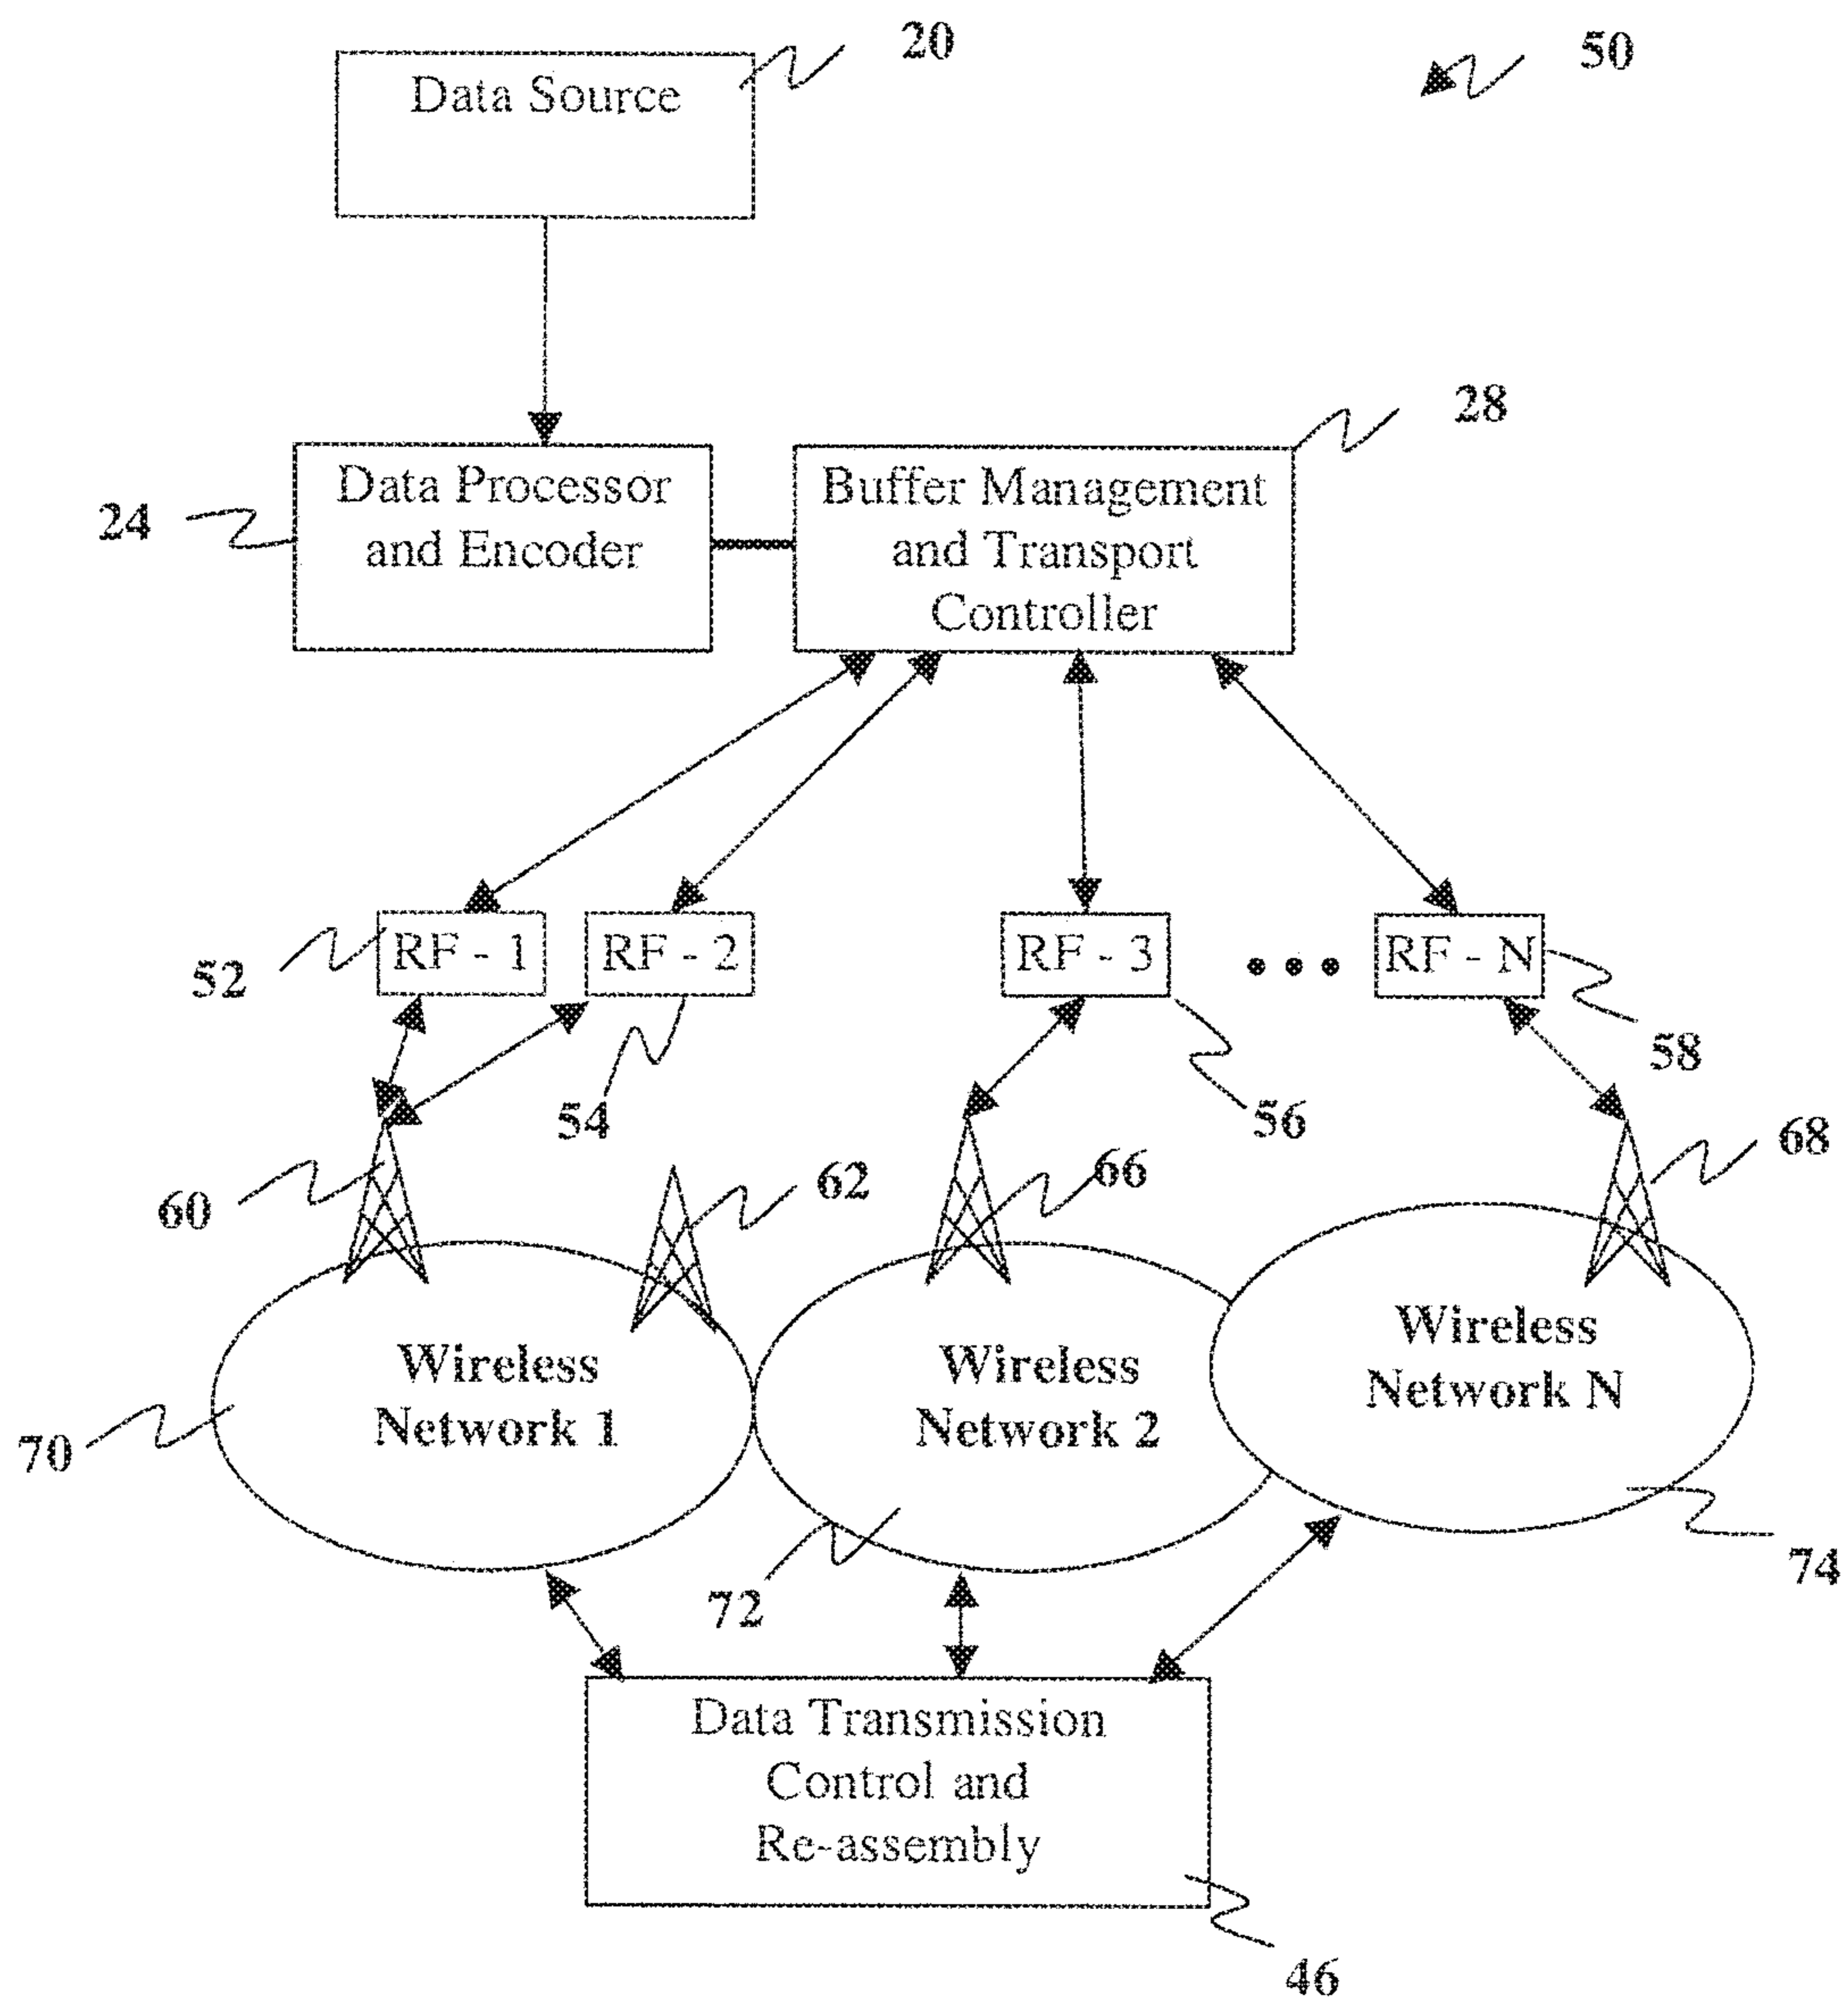 20
50
Data Source
28
24
Data Processor
and Encoder
Buffer Management
and Transport
Controller
52
RF - 1
RF - 2
RF - 3
RF - N
54
56
58
60
62
66
68
Wireless
Network 1
Wireless
Network 2
Wireless
Network N
70
72
74
Data Transmission
Control and
Re-assembly
46